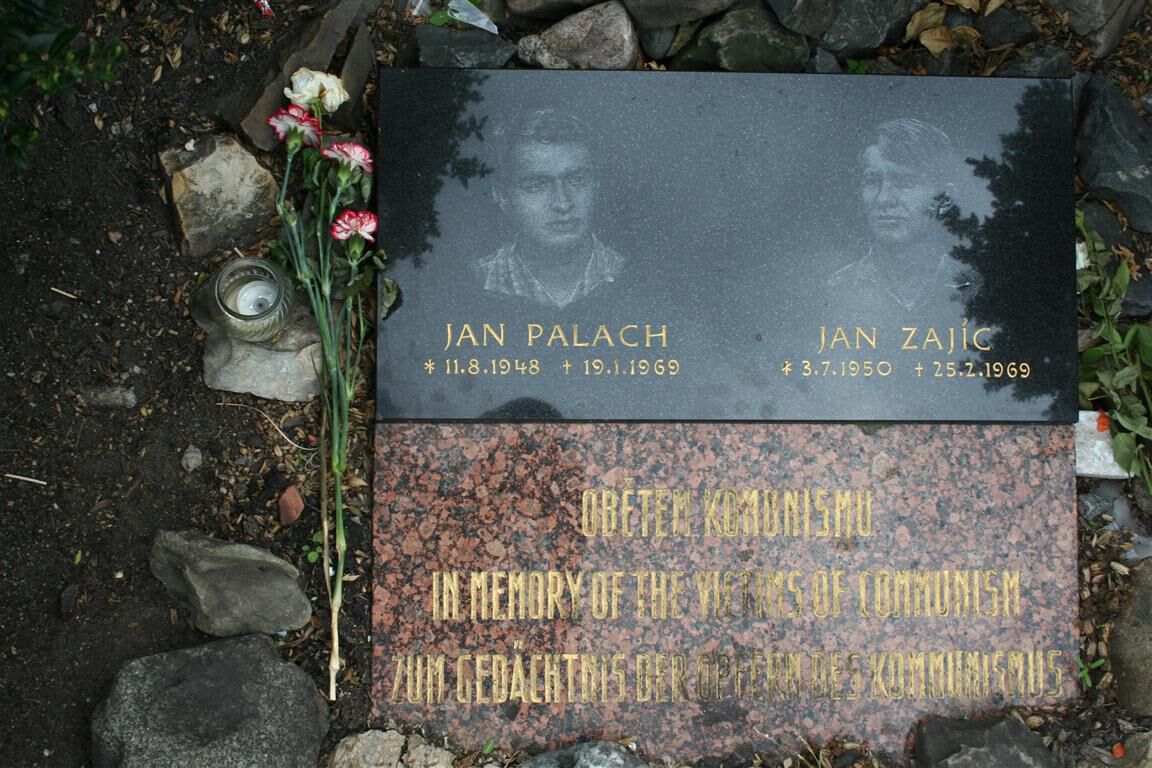 JAN PALACH
* 11.8.1948 † 19.1.1969
JAN ZAJÍC
* 3.7.1950 † 25.2.1969
OBĚTEM KOMUNISMU
IN MEMORY OF THE VICTIMS OF COMMUNISM
ZUM GEDÄCHTNIS DER OPFERN DES KOMMUNISMUS